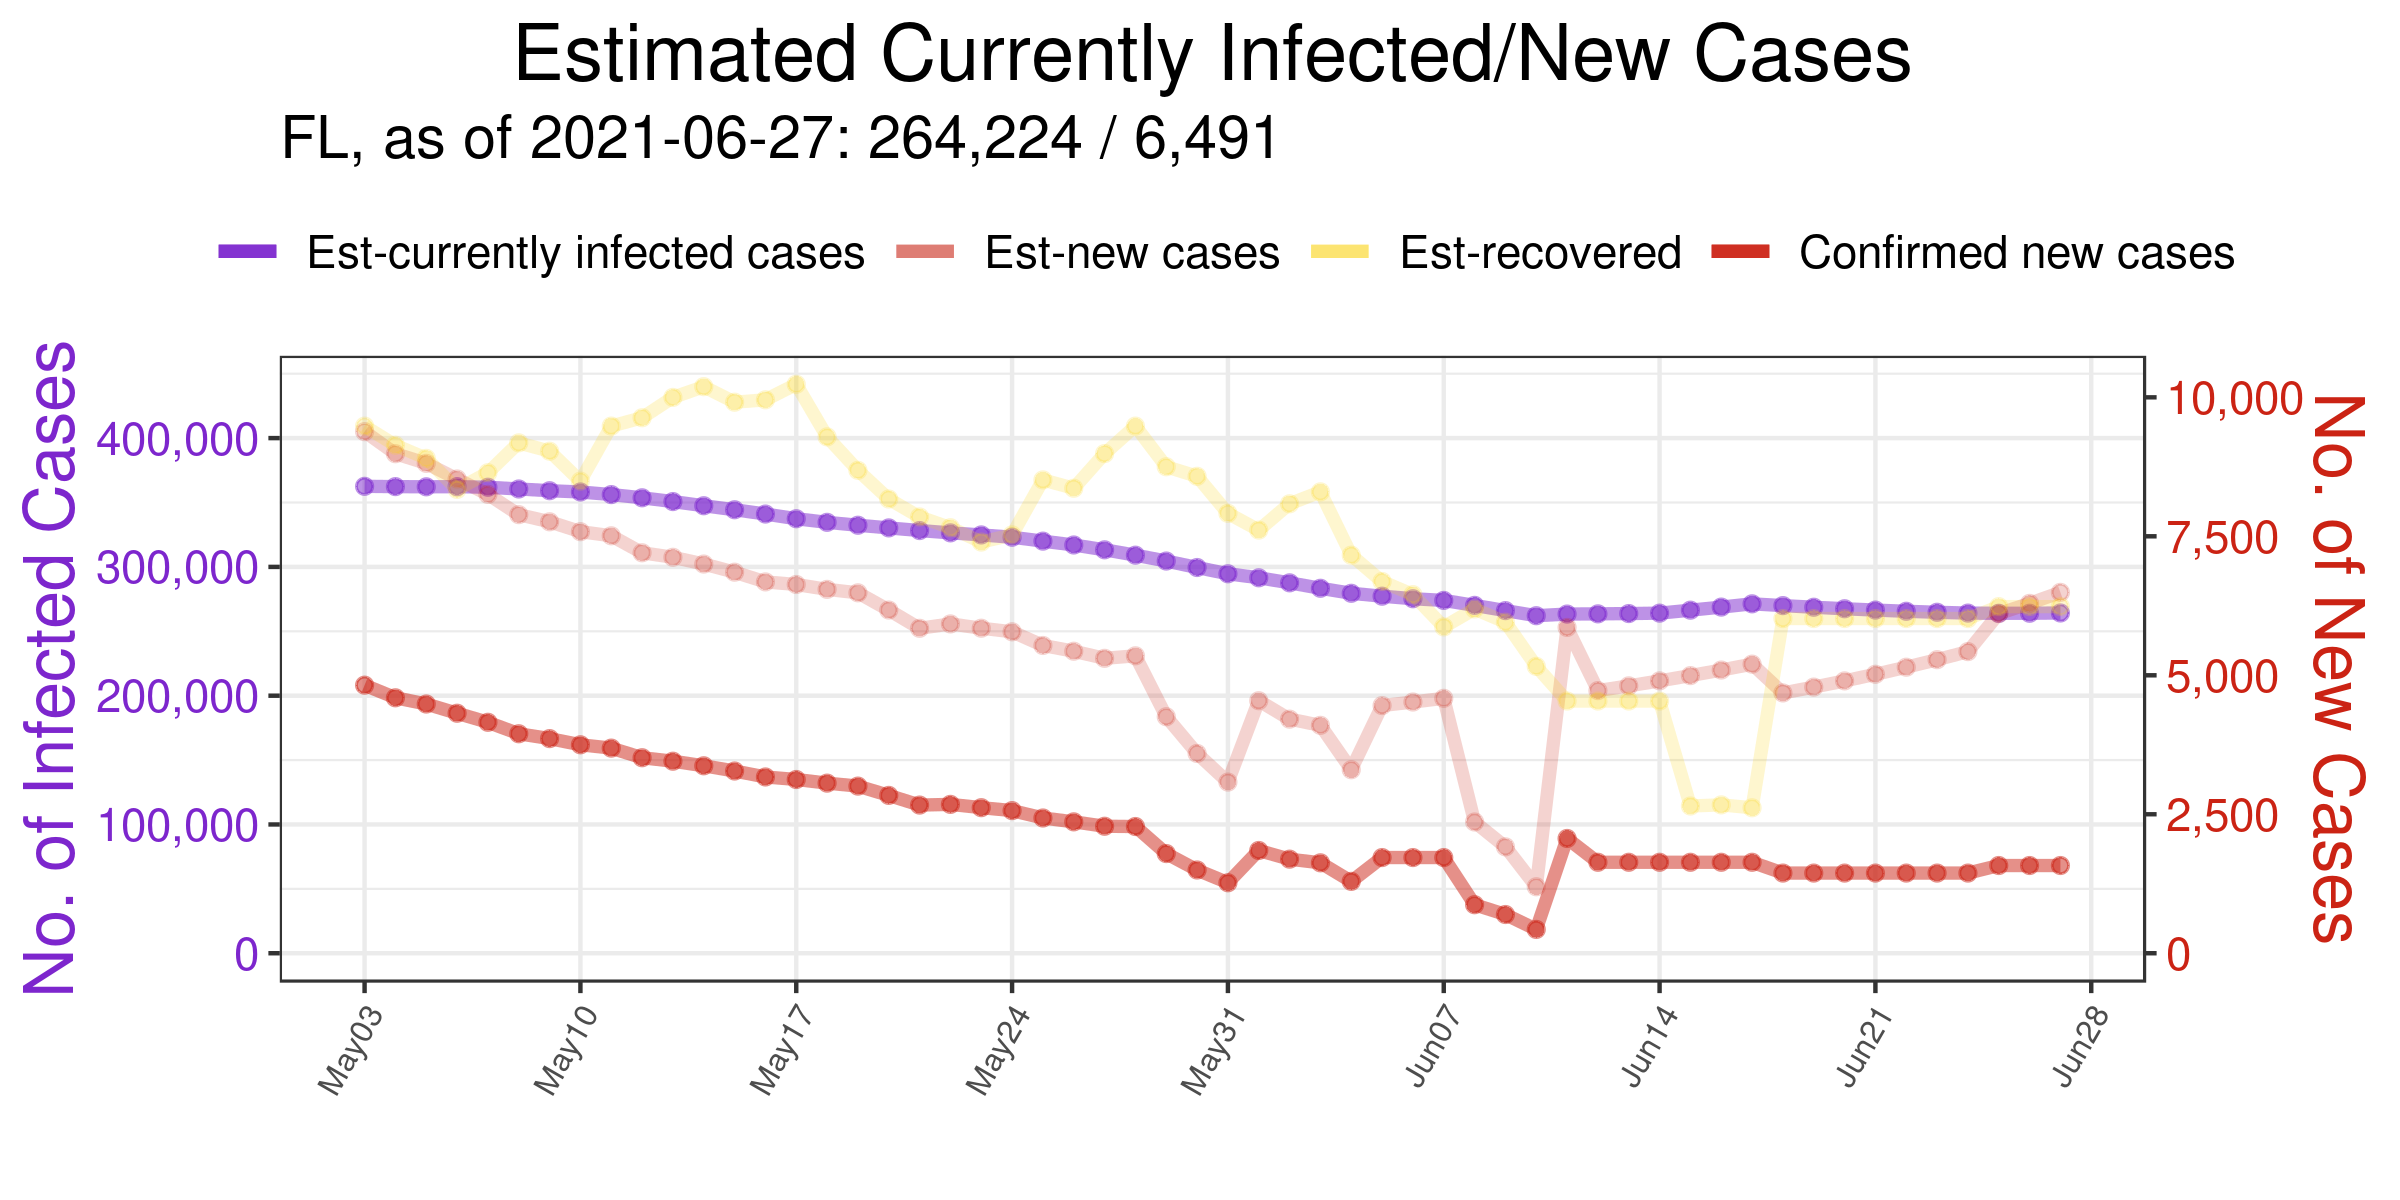 Estimated Currently Infected/New Cases
FL, as of 2021-06-27: 264,224 / 6,491
Est-currently infected cases Est-new cases Est-recovered Confirmed new cases
No. of Infected Cases
400,000
300,000
200,000
100,000
0
10,000
7,500
5,000
2,500
0
No. of New Cases
May03 May10 May17 May24 May31 Jun07 Jun14 Jun21 Jun28